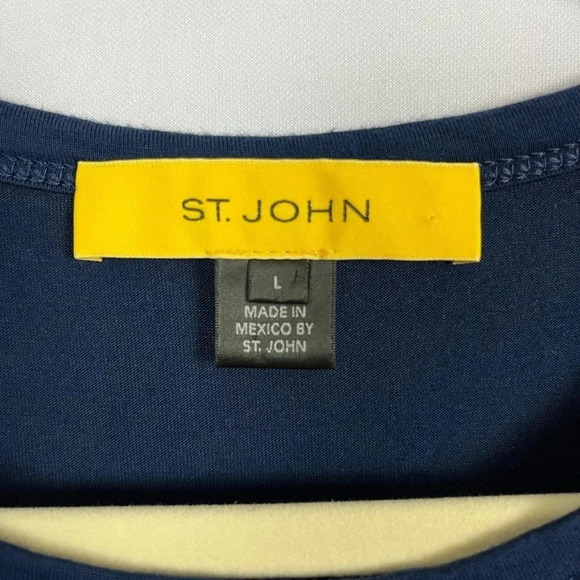 ST. JOHN
L
MADE IN
MEXICO BY
ST. JOHN